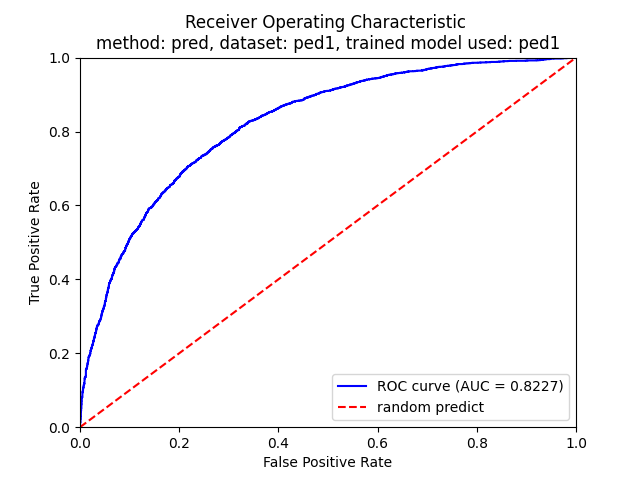 Receiver Operating Characteristic
method: pred, dataset: ped1, trained model used: ped1
1.0
0.8
0.6
0.4
0.2
0.0
True Positive Rate
ROC curve (AUC = 0.8227)
random predict
0.0 0.2 0.4 0.6 0.8 1.0
False Positive Rate